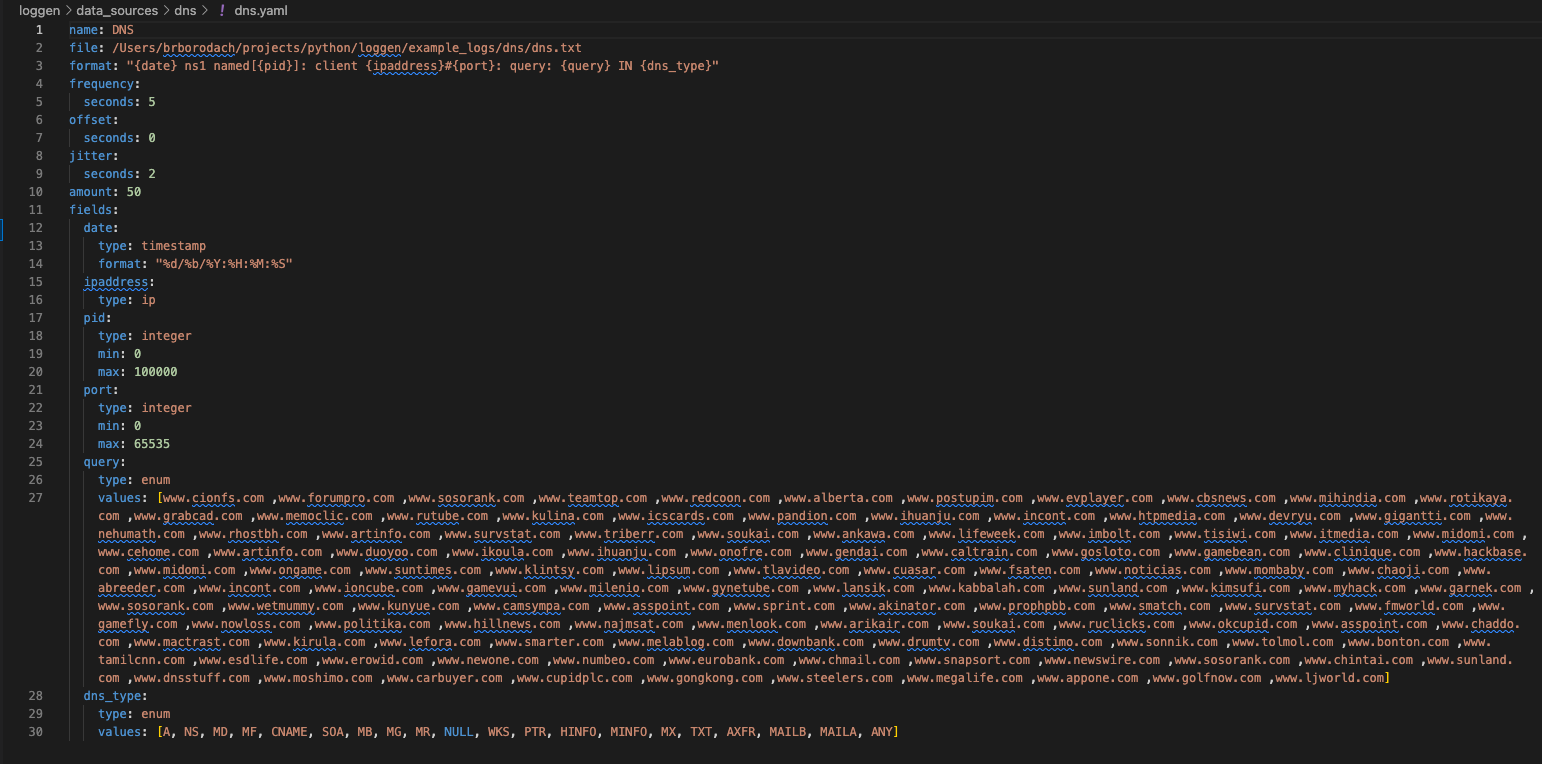 loggen > data_sources > dns > ! dns.yaml
1 name: DNS
2 file: /Users/brborodach/projects/python/loggen/example_logs/dns/dns.txt
3 format: "{date} ns1 named[{pid}]: client {ipaddress}#{port}: query: {query} IN {dns_type}"
4 frequency:
5 seconds: 5
6 offset:
7 seconds: 0
8 jitter:
9 seconds: 2
10 amount: 50
11 fields:
12 date:
13 type: timestamp
14 format: "%d/%b/%Y:%H:%M:%S"
15 ipaddress:
16 type: ip
17 pid:
18 type: integer
19 min: 0
20 max: 100000
21 port:
22 type: integer
23 min: 0
24 max: 65535
25 query:
26 type: enum
27 values: [www.cionfs.com ,www.forumpro.com ,www.sosorank.com ,www.teamtop.com ,www.redcoon.com ,www.alberta.com ,www.postupim.com ,www.evplayer.com ,www.cbsnews.com ,www.mihindia.com ,www.rotikaya.
com ,www.grabcad.com ,www.memoclic.com ,www.rutube.com ,www.kulina.com ,www.icscards.com ,www.pandion.com ,www.ihuanju.com ,www.incont.com ,www.htpmedia.com ,www.devryu.com ,www.gigantti.com ,www.
nehumath.com ,www.rhostbh.com ,www.artinfo.com ,www.survstat.com ,www.triberr.com ,www.soukai.com ,www.ankawa.com ,www.lifeweek.com ,www.imbolt.com ,www.tisiwi.com ,www.itmedia.com ,www.midomi.com ,
www.cehome.com ,www.artinfo.com ,www.duoyoo.com ,www.ikoula.com ,www.ihuanju.com ,www.onofre.com ,www.gendai.com ,www.caltrain.com ,www.gosloto.com ,www.gamebean.com ,www.clinique.com ,www.hackbase.
com ,www.midomi.com ,www.ongame.com ,www.suntimes.com ,www.klintsy.com ,www.lipsum.com ,www.tlavideo.com ,www.cuasar.com ,www.fsaten.com ,www.noticias.com ,www.mombaby.com ,www.chaoji.com ,www.
abreeder.com ,www.incont.com ,www.ioncube.com ,www.gamevui.com ,www.milenio.com ,www.gynetube.com ,www.lansik.com ,www.kabbalah.com ,www.sunland.com ,www.kimsufi.com ,www.myhack.com ,www.garnek.com ,
www.sosorank.com ,www.wetmummy.com ,www.kunyue.com ,www.camsympa.com ,www.asspoint.com ,www.sprint.com ,www.akinator.com ,www.prophpbb.com ,www.smatch.com ,www.survstat.com ,www.fmworld.com ,www.
gamefly.com ,www.nowloss.com ,www.politika.com ,www.hillnews.com ,www.najmsat.com ,www.menlook.com ,www.arikair.com ,www.soukai.com ,www.ruclicks.com ,www.okcupid.com ,www.asspoint.com ,www.chaddo.
com ,www.mactrast.com ,www.kirula.com ,www.lefora.com ,www.smarter.com ,www.melablog.com ,www.downbank.com ,www.drumtv.com ,www.distimo.com ,www.sonnik.com ,www.tolmol.com ,www.bonton.com ,www.
tamilcnn.com ,www.esdlife.com ,www.erowid.com ,www.newone.com ,www.numbeo.com ,www.eurobank.com ,www.chmail.com ,www.snapsort.com ,www.newswire.com ,www.sosorank.com ,www.chintai.com ,www.sunland.
com ,www.dnsstuff.com ,www.moshimo.com ,www.carbuyer.com ,www.cupidplc.com ,www.gongkong.com ,www.steelers.com ,www.megalife.com ,www.appone.com ,www.golfnow.com ,www.ljworld.com]
28 dns_type:
29 type: enum
30 values: [A, NS, MD, MF, CNAME, SOA, MB, MG, MR, NULL, WKS, PTR, HINFO, MINFO, MX, TXT, AXFR, MAILB, MAILA, ANY]